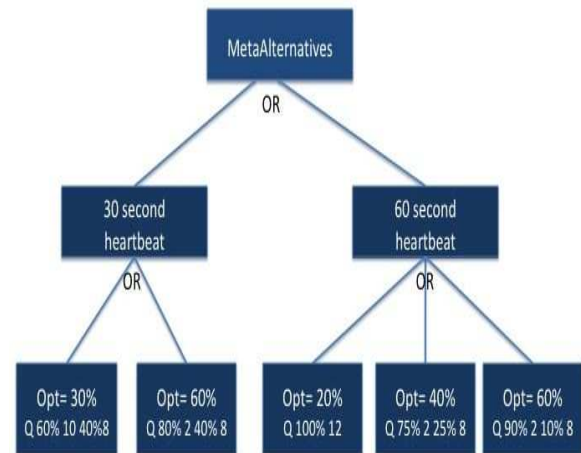 MetaAlternatives
OR
30 second
heartbeat
60 second
heartbeat
OR
OR
Opt= 30%
Q 60% 10 40%8
Opt= 60%
Q 80% 2 40% 8
Opt= 20%
Q 100% 12
Opt= 40%
Q 75% 2 25% 8
Opt= 60%
Q 90% 2 10% 8